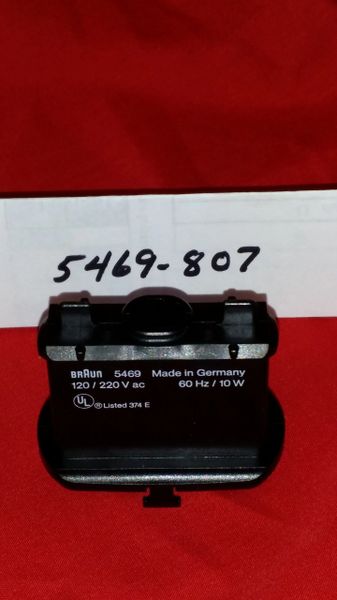 5469-807
BRAUN 5469 Made in Germany
120 / 220 V ac 60 Hz / 10 W
UL ® Listed 374 E